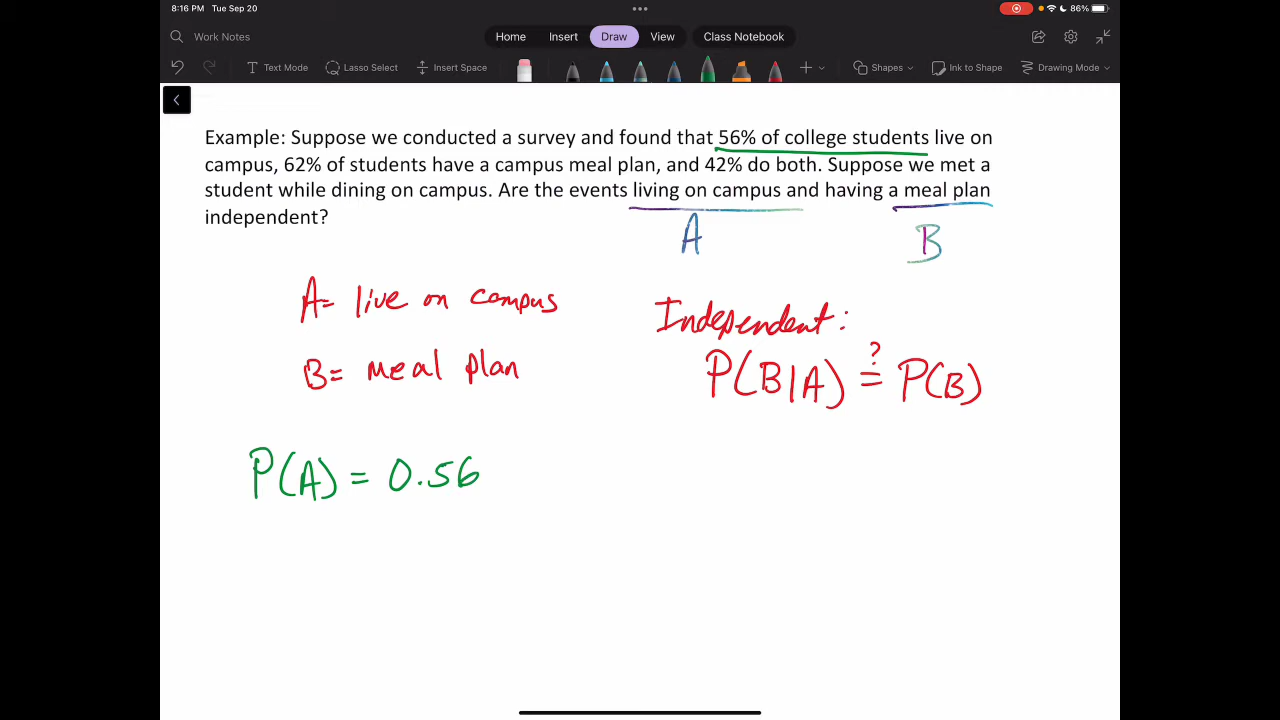 8:16 PM Tue Sep 20
86%
Work Notes
Home Insert Draw View Class Notebook
Text Mode Lasso Select Insert Space Shapes Ink to Shape Drawing Mode
Example: Suppose we conducted a survey and found that 56% of college students live on
campus, 62% of students have a campus meal plan, and 42% do both. Suppose we met a
student while dining on campus. Are the events living on campus and having a meal plan
independent?
A B
A= live on campus
B= meal plan
Independent:
P(B|A) ?= P(B)
P(A) = 0.56